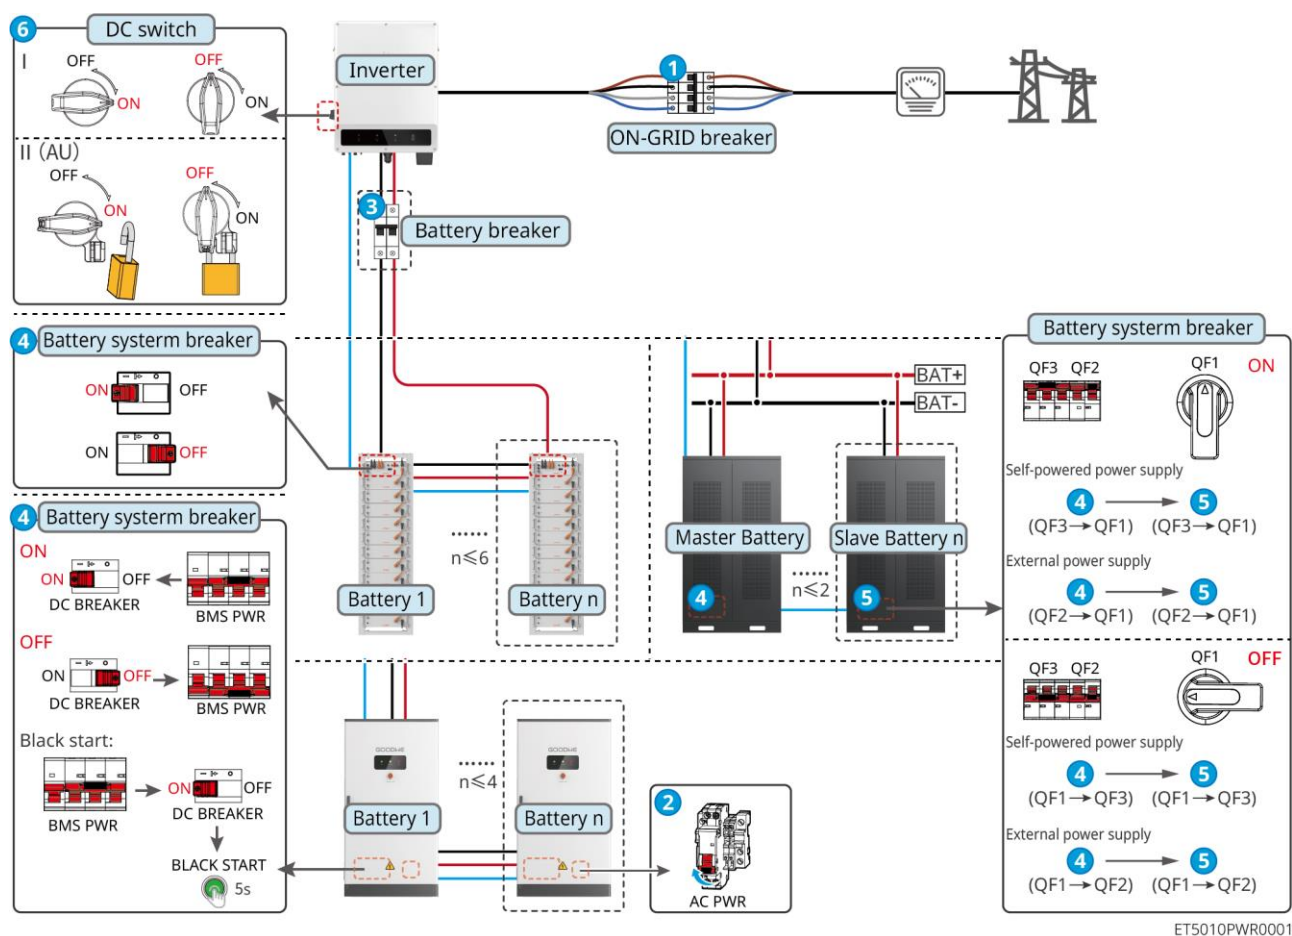 6 DC switch
I OFF ON
OFF ON
II (AU)
OFF ON
OFF ON
Inverter
1
ON-GRID breaker
3 Battery breaker
4 Battery systerm breaker
ON OFF
ON OFF
4 Battery systerm breaker
ON
ON OFF
DC BREAKER BMS PWR
OFF
ON OFF
DC BREAKER BMS PWR
Black start:
ON OFF
BMS PWR DC BREAKER
BLACK START
5s
n≤6
Battery 1 Battery n
BAT+
BAT-
Master Battery Slave Battery n
n≤2
4 5
GOODWE GOODWE
n≤4
Battery 1 Battery n
2
AC PWR
Battery systerm breaker
QF3 QF2 QF1 ON
Self-powered power supply
4 → 5
(QF3→QF1) (QF3→QF1)
External power supply
4 → 5
(QF2→QF1) (QF2→QF1)
QF3 QF2 QF1 OFF
Self-powered power supply
4 → 5
(QF1→QF3) (QF1→QF3)
External power supply
4 → 5
(QF1→QF2) (QF1→QF2)
ET5010PWR0001